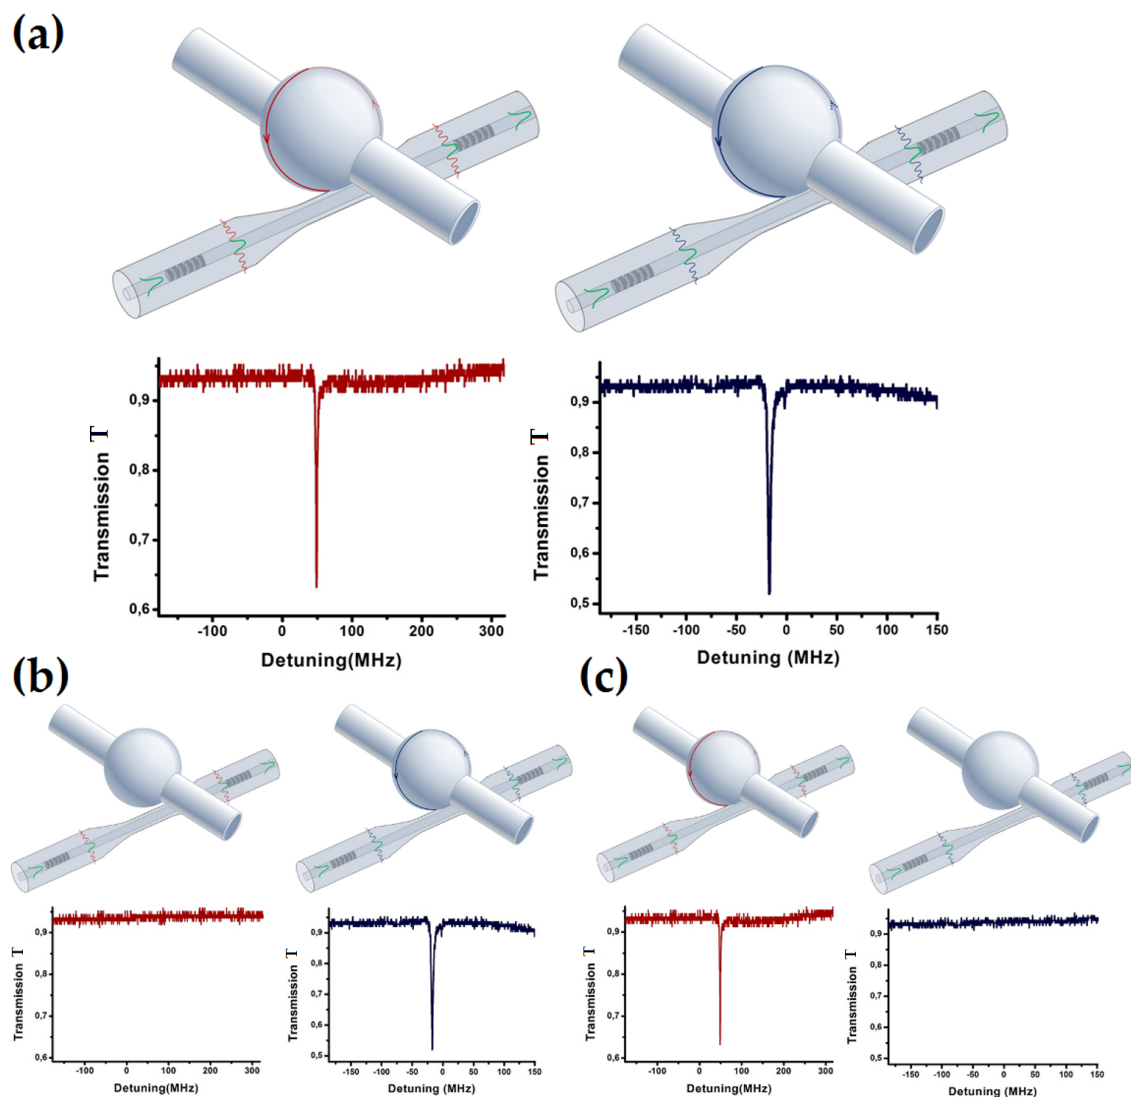 (a)
0,9
0,8
0,7
0,6
Transmission T
-100 0 100 200 300
Detuning(MHz)
0,9
0,8
0,7
0,6
0,5
Transmission T
-150 -100 -50 0 50 100 150
Detuning (MHz)
(b)
0,9
0,8
0,7
0,6
Transmission T
-100 0 100 200 300
Detuning(MHz)
0,9
0,8
0,7
0,6
0,5
Transmission T
-150 -100 -50 0 50 100 150
Detuning (MHz)
(c)
0,9
0,8
0,7
0,6
Transmission T
-100 0 100 200 300
Detuning(MHz)
0,9
0,8
0,7
0,6
0,5
Transmission T
-150 -100 -50 0 50 100 150
Detuning (MHz)